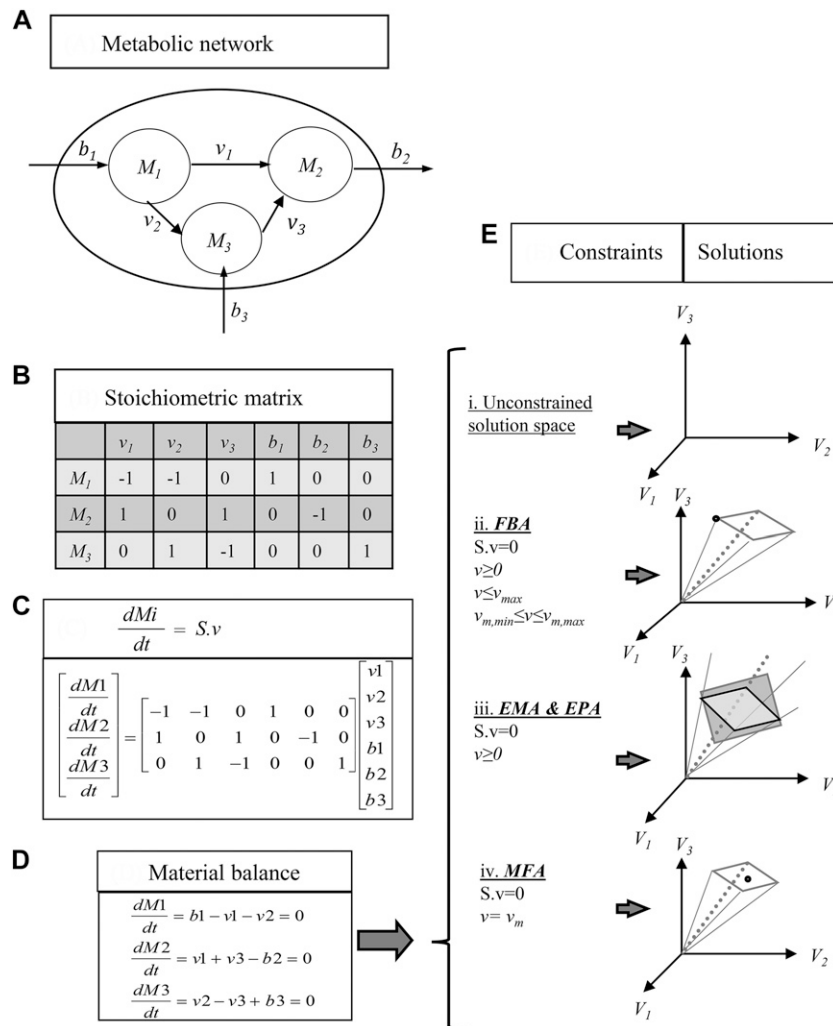 A
Metabolic network
b1
v1
b2
M1
M2
v2
v3
M3
b3
B
Stoichiometric matrix
v1 v2 v3 b1 b2 b3
M1 -1 -1 0 1 0 0
M2 1 0 1 0 -1 0
M3 0 1 -1 0 0 1
C
dMi
dt = S.v
dM1
dt
dM2
dt
dM3
dt
=
−1 −1 0 1 0 0
1 0 1 0 −1 0
0 1 −1 0 0 1
v1
v2
v3
b1
b2
b3
D
Material balance
dM1
dt = b1 − v1 − v2 = 0
dM2
dt = v1 + v3 − b2 = 0
dM3
dt = v2 − v3 + b3 = 0
E
Constraints Solutions
i. Unconstrained
solution space
V3
V2
V1
ii. FBA
S.v=0
v≥0
v≤vmax
vm,min≤v≤vm,max
V3
V
V1
iii. EMA & EPA
S.v=0
v≥0
V3
V
V1
iv. MFA
S.v=0
v= vm
V3
V2
V1